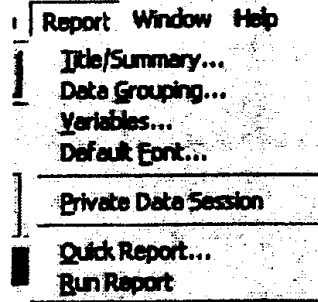 Report Window Help
Title/Summary...
Data Grouping...
Variables...
Default Font...
Private Data Session
Quick Report...
Run Report